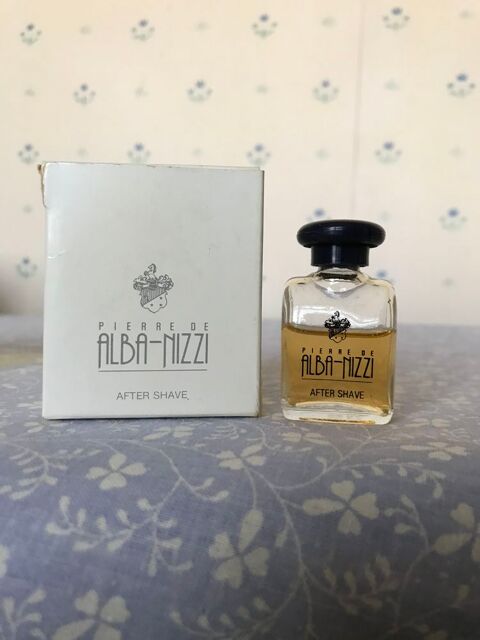 PIERRE DE
ALBA-NIZZI
AFTER SHAVE
PIERRE DE
ALBA-NIZZI
AFTER SHAVE